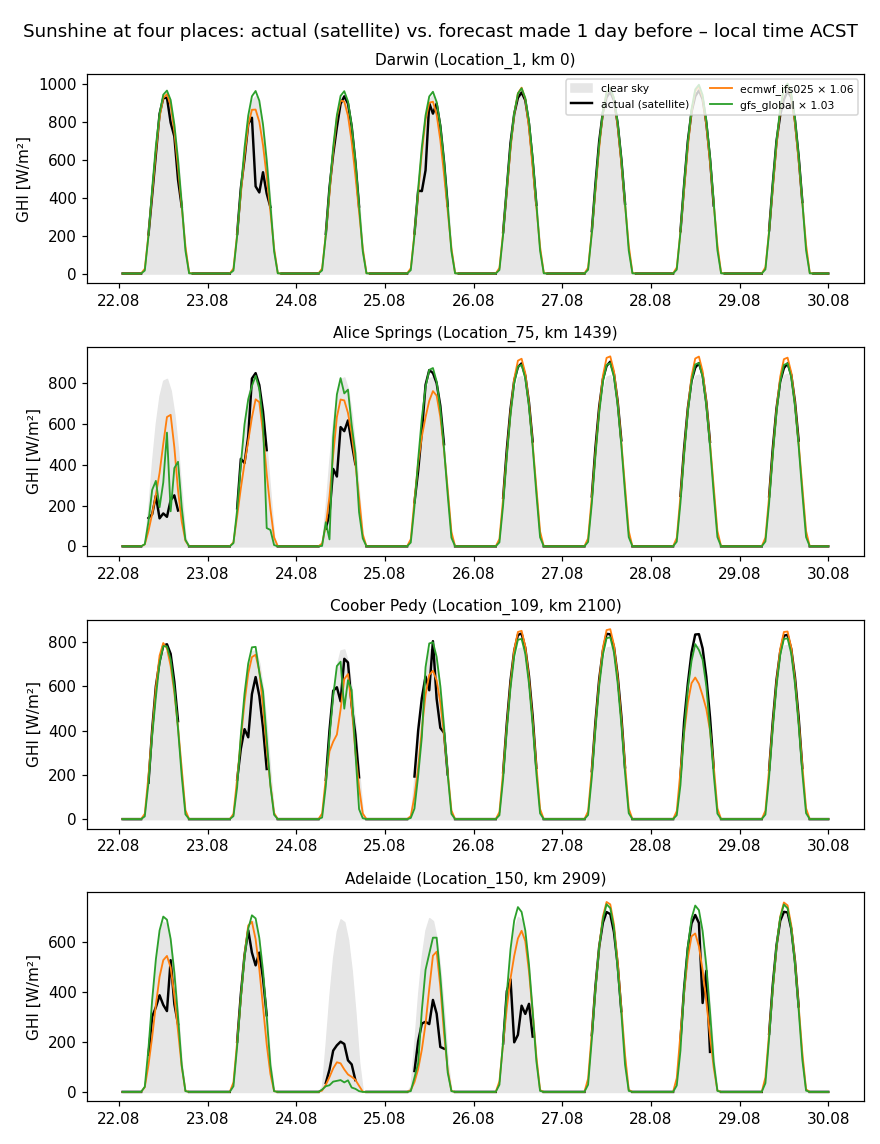 Sunshine at four places: actual (satellite) vs. forecast made 1 day before – local time ACST
Darwin (Location_1, km 0)
GHI [W/m²]
1000
800
600
400
200
0
clear sky
actual (satellite)
ecmwf_ifs025 × 1.06
gfs_global × 1.03
22.08 23.08 24.08 25.08 26.08 27.08 28.08 29.08 30.08
Alice Springs (Location_75, km 1439)
GHI [W/m²]
800
600
400
200
0
22.08 23.08 24.08 25.08 26.08 27.08 28.08 29.08 30.08
Coober Pedy (Location_109, km 2100)
GHI [W/m²]
800
600
400
200
0
22.08 23.08 24.08 25.08 26.08 27.08 28.08 29.08 30.08
Adelaide (Location_150, km 2909)
GHI [W/m²]
600
400
200
0
22.08 23.08 24.08 25.08 26.08 27.08 28.08 29.08 30.08